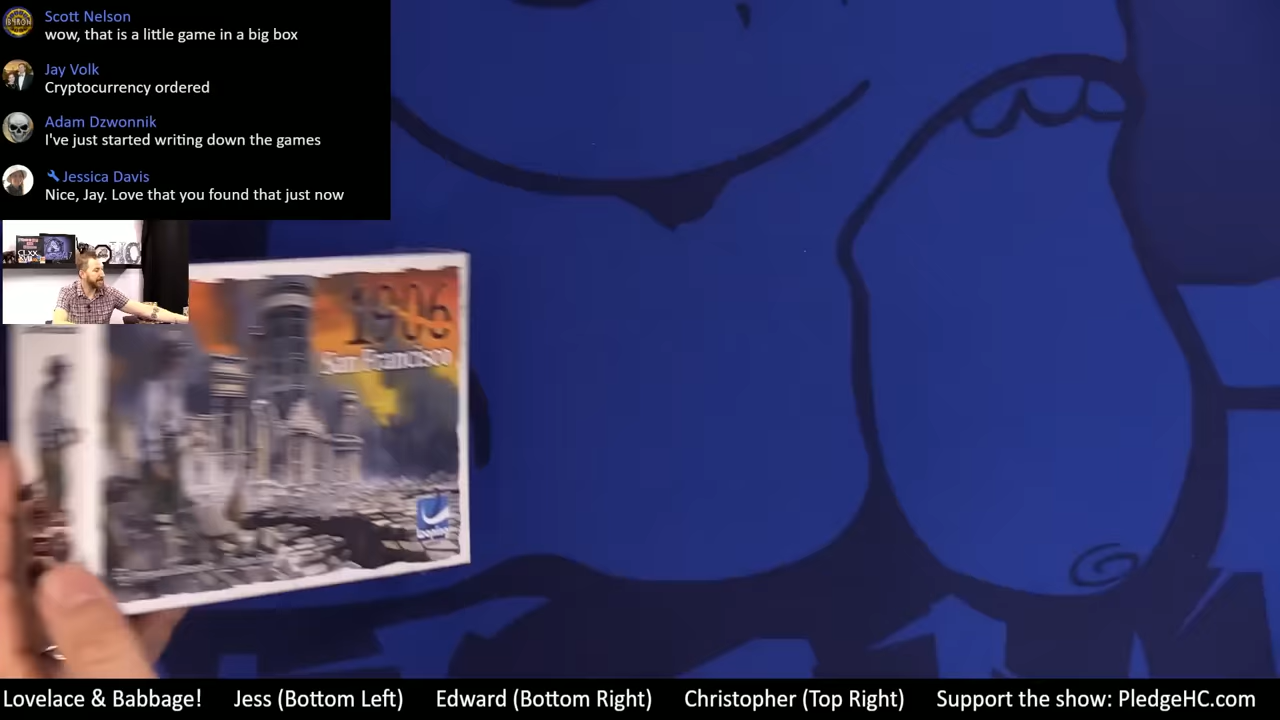 Scott Nelson
wow, that is a little game in a big box
Jay Volk
Cryptocurrency ordered
Adam Dzwonnik
I've just started writing down the games
Jessica Davis
Nice, Jay. Love that you found that just now
1906
San Francisco
Lovelace & Babbage! Jess (Bottom Left) Edward (Bottom Right) Christopher (Top Right) Support the show: PledgeHC.com